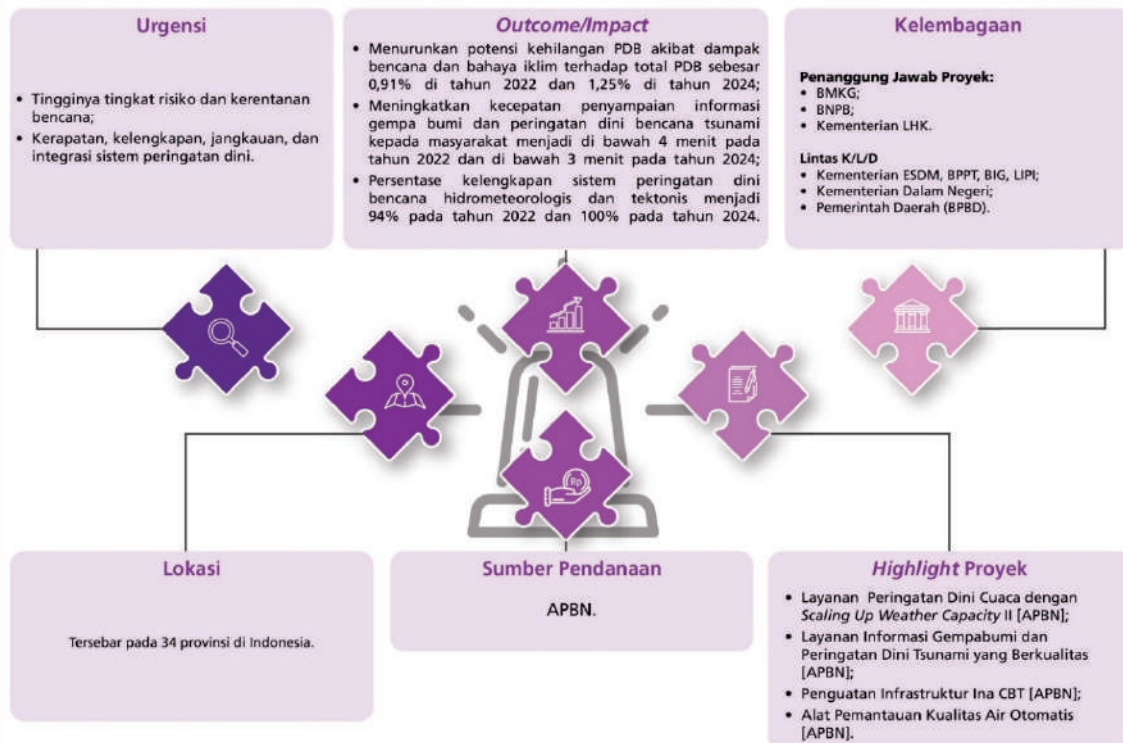 Urgensi
• Tingginya tingkat risiko dan kerentanan
bencana;
• Kerapatan, kelengkapan, jangkauan, dan
integrasi sistem peringatan dini.
Outcome/Impact
• Menurunkan potensi kehilangan PDB akibat dampak
bencana dan bahaya iklim terhadap total PDB sebesar
0,91% di tahun 2022 dan 1,25% di tahun 2024;
• Meningkatkan kecepatan penyampaian informasi
gempa bumi dan peringatan dini bencana tsunami
kepada masyarakat menjadi di bawah 4 menit pada
tahun 2022 dan di bawah 3 menit pada tahun 2024;
• Persentase kelengkapan sistem peringatan dini
bencana hidrometeorologis dan tektonis menjadi
94% pada tahun 2022 dan 100% pada tahun 2024.
Kelembagaan
Penanggung Jawab Proyek:
• BMKG;
• BNPB;
• Kementerian LHK.
Lintas K/L/D
• Kementerian ESDM, BPPT, BIG, LIPI;
• Kementerian Dalam Negeri;
• Pemerintah Daerah (BPBD).
Rp
Lokasi
Tersebar pada 34 provinsi di Indonesia.
Sumber Pendanaan
APBN.
Highlight Proyek
• Layanan Peringatan Dini Cuaca dengan
Scaling Up Weather Capacity II [APBN];
• Layanan Informasi Gempabumi dan
Peringatan Dini Tsunami yang Berkualitas
[APBN];
• Penguatan Infrastruktur Ina CBT [APBN];
• Alat Pemantauan Kualitas Air Otomatis
[APBN].